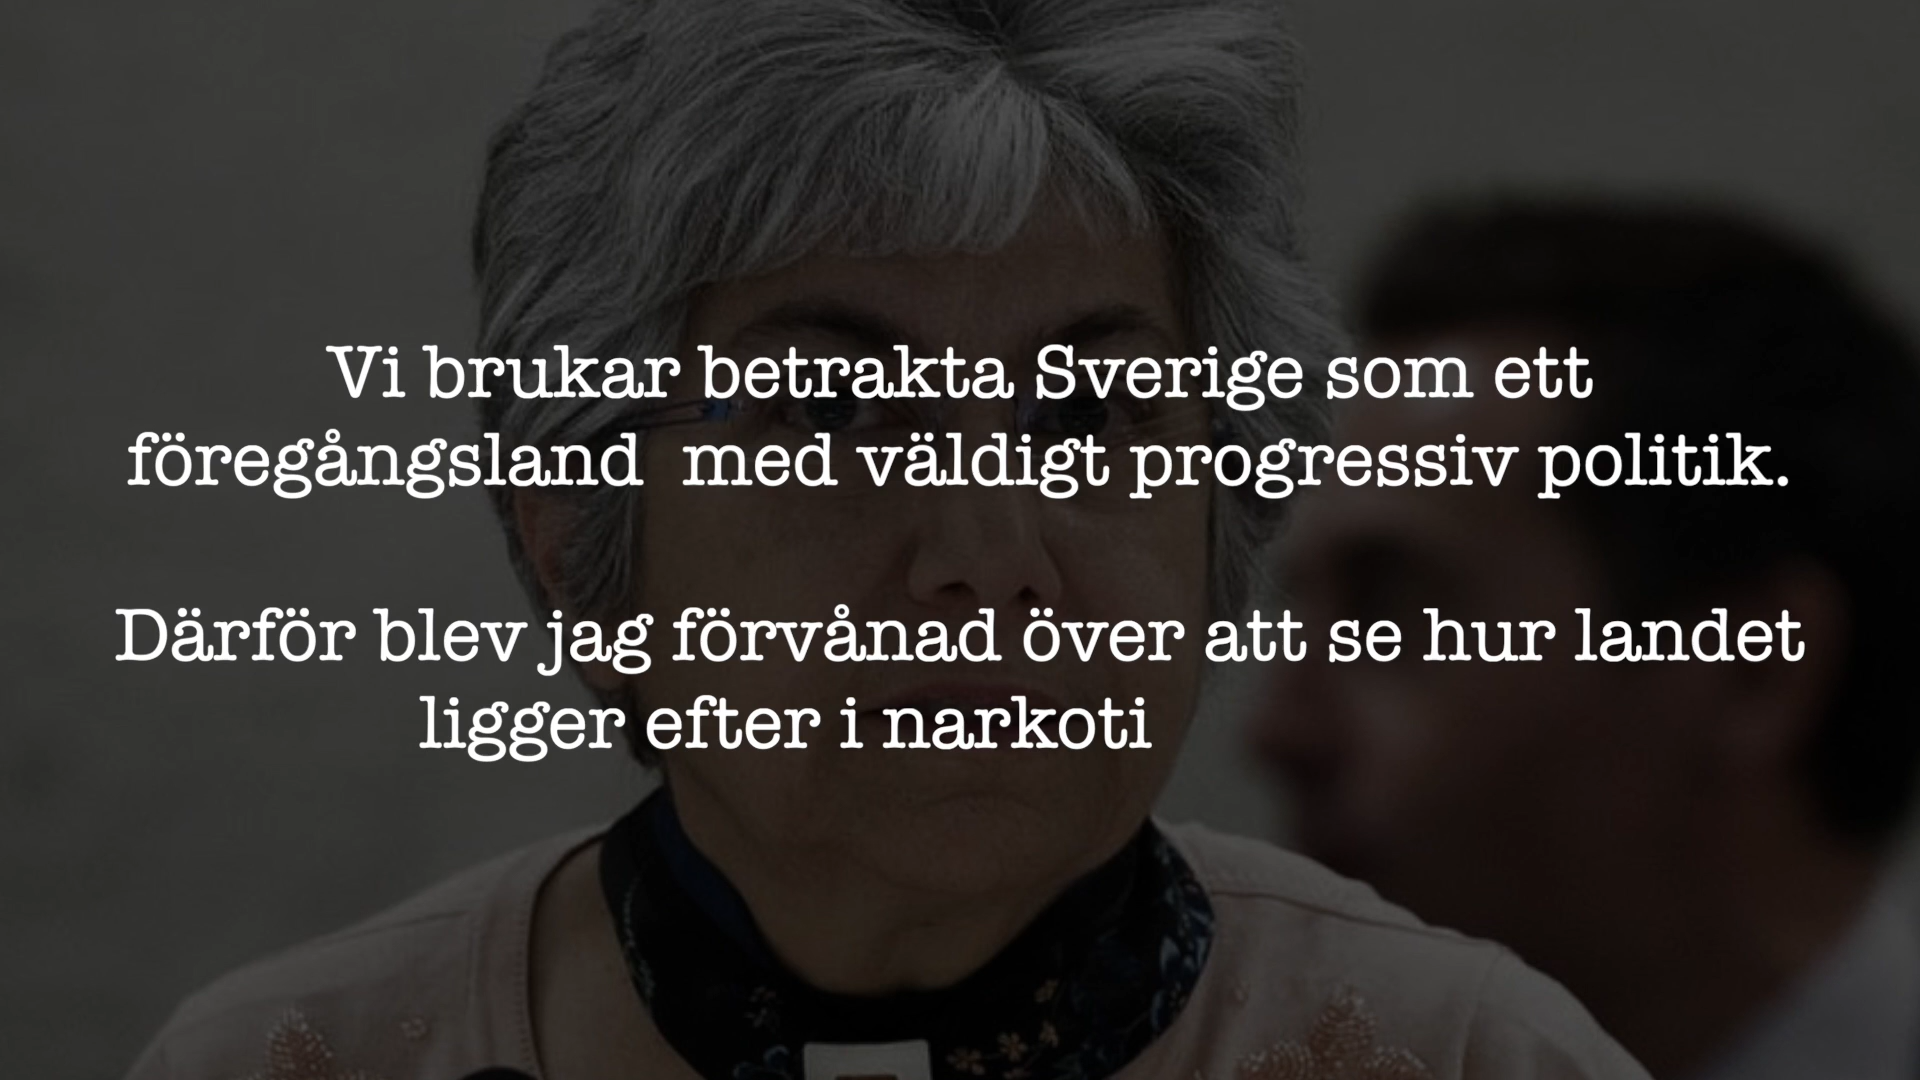 Vi brukar betrakta Sverige som ett
föregångsland  med väldigt progressiv politik.
Därför blev jag förvånad över att se hur landet
ligger efter i narkoti